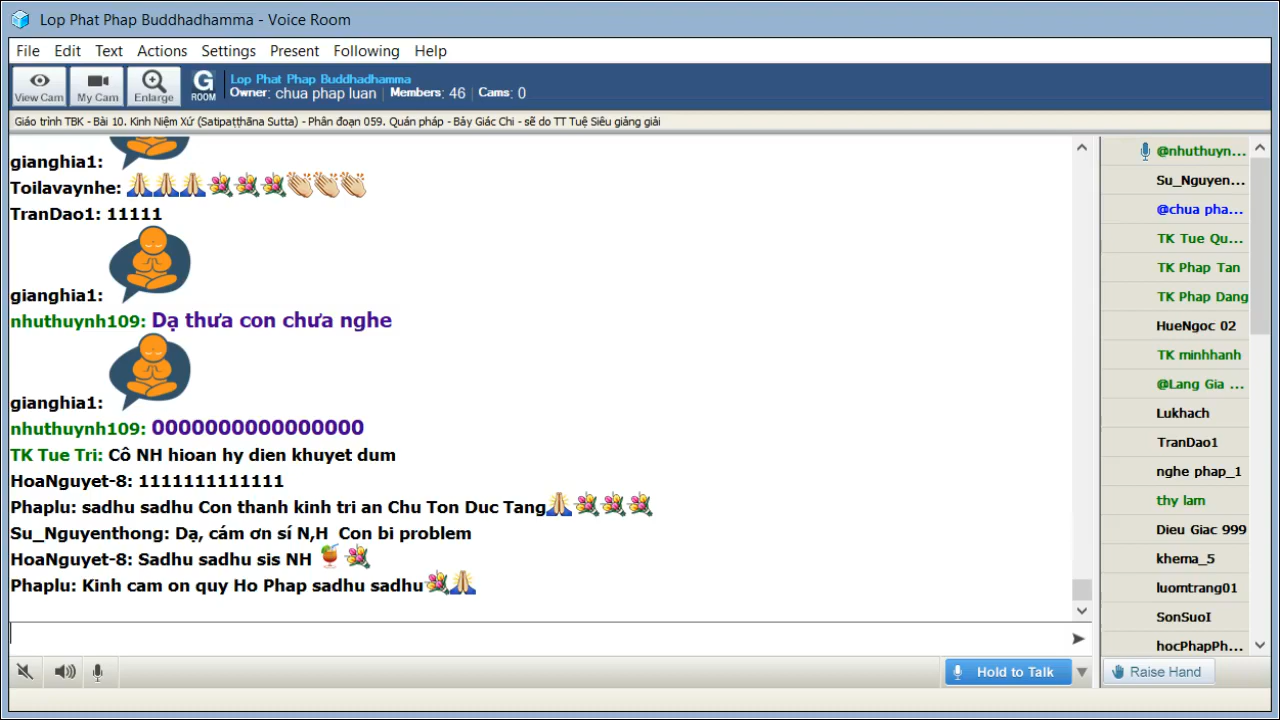 Lop Phat Phap Buddhadhamma - Voice Room
File Edit Text Actions Settings Present Following Help
View Cam My Cam Enlarge G ROOM
Lop Phat Phap Buddhadhamma
Owner: chua phap luan Members: 46 Cams: 0
Giáo trình TBK - Bài 10. Kinh Niệm Xứ (Satipaṭṭhāna Sutta) - Phân đoạn 059. Quán pháp - Bảy Giác Chi - sẽ do TT Tuệ Siêu giảng giải
gianghia1:
Toilavaynhe: 🙏🙏🙏💐💐💐👏👏👏
TranDao1: 11111
gianghia1:
nhuthuynh109: Dạ thưa con chưa nghe
gianghia1:
nhuthuynh109: 0000000000000000
TK Tue Tri: Cô NH hioan hy dien khuyet dum
HoaNguyet-8: 1111111111111
Phaplu: sadhu sadhu Con thanh kinh tri an Chu Ton Duc Tang🙏💐💐💐
Su_Nguyenthong: Dạ, cám ơn sí N,H Con bi problem
HoaNguyet-8: Sadhu sadhu sis NH 🍹💐
Phaplu: Kinh cam on quy Ho Phap sadhu sadhu💐🙏
@nhuthuyn...
Su_Nguyen...
@chua pha...
TK Tue Qu...
TK Phap Tan
TK Phap Dang
HueNgoc 02
TK minhhanh
@Lang Gia ...
Lukhach
TranDao1
nghe phap_1
thy lam
Dieu Giac 999
khema_5
luomtrang01
SonSuoI
hocPhapPh...
Hold to Talk
Raise Hand